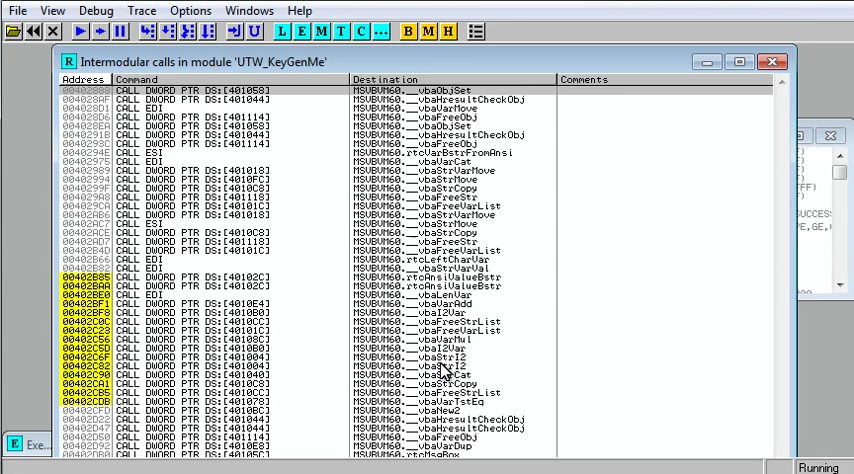 File View Debug Trace Options Windows Help
L E M T C ... B M H
R Intermodular calls in module 'UTW_KeyGenMe'
Address Command Destination Comments
00402888 CALL DWORD PTR DS:[401058] MSVBVM60.__vbaObjSet
004028AF CALL DWORD PTR DS:[401044] MSVBVM60.__vbaHresultCheckObj
004028D1 CALL EDI MSVBVM60.__vbaVarMove
004028D6 CALL DWORD PTR DS:[401114] MSVBVM60.__vbaFreeObj
004028EA CALL DWORD PTR DS:[401058] MSVBVM60.__vbaObjSet
0040291B CALL DWORD PTR DS:[401044] MSVBVM60.__vbaHresultCheckObj
0040293C CALL DWORD PTR DS:[401114] MSVBVM60.__vbaFreeObj
0040294E CALL ESI MSVBVM60.rtcVarBstrFromAnsi
00402975 CALL EDI MSVBVM60.__vbaVarCat
00402989 CALL DWORD PTR DS:[401018] MSVBVM60.__vbaStrVarMove
00402994 CALL DWORD PTR DS:[4010FC] MSVBVM60.__vbaStrMove
0040299F CALL DWORD PTR DS:[4010C8] MSVBVM60.__vbaStrCopy
004029A8 CALL DWORD PTR DS:[401118] MSVBVM60.__vbaFreeStr
004029CA CALL DWORD PTR DS:[40101C] MSVBVM60.__vbaFreeVarList
00402AB6 CALL DWORD PTR DS:[401018] MSVBVM60.__vbaStrVarMove
00402AC7 CALL ESI MSVBVM60.__vbaStrMove
00402ACE CALL DWORD PTR DS:[4010C8] MSVBVM60.__vbaStrCopy
00402AD7 CALL DWORD PTR DS:[401118] MSVBVM60.__vbaFreeStr
00402B4D CALL DWORD PTR DS:[40101C] MSVBVM60.__vbaFreeVarList
00402B66 CALL EDI MSVBVM60.rtcLeftCharVar
00402B82 CALL EDI MSVBVM60.__vbaStrVarVal
00402B85 CALL DWORD PTR DS:[40102C] MSVBVM60.rtcAnsiValueBstr
00402BAA CALL DWORD PTR DS:[40102C] MSVBVM60.rtcAnsiValueBstr
00402BE0 CALL EDI MSVBVM60.__vbaLenVar
00402BF1 CALL DWORD PTR DS:[4010E4] MSVBVM60.__vbaVarAdd
00402BF8 CALL DWORD PTR DS:[4010B0] MSVBVM60.__vbaI2Var
00402C0C CALL DWORD PTR DS:[4010CC] MSVBVM60.__vbaFreeStrList
00402C23 CALL DWORD PTR DS:[40101C] MSVBVM60.__vbaFreeVarList
00402C56 CALL DWORD PTR DS:[40108C] MSVBVM60.__vbaVarMul
00402C5D CALL DWORD PTR DS:[4010B0] MSVBVM60.__vbaI2Var
00402C6F CALL DWORD PTR DS:[401004] MSVBVM60.__vbaStrI2
00402C82 CALL DWORD PTR DS:[401004] MSVBVM60.__vbaStrI2
00402C90 CALL DWORD PTR DS:[401040] MSVBVM60.__vbaStrCat
00402CA1 CALL DWORD PTR DS:[4010C8] MSVBVM60.__vbaStrCopy
00402CB5 CALL DWORD PTR DS:[4010CC] MSVBVM60.__vbaFreeStrList
00402CDB CALL DWORD PTR DS:[401078] MSVBVM60.__vbaVarTstEq
00402CFD CALL DWORD PTR DS:[4010BC] MSVBVM60.__vbaNew2
00402D22 CALL DWORD PTR DS:[401044] MSVBVM60.__vbaHresultCheckObj
00402D47 CALL DWORD PTR DS:[401044] MSVBVM60.__vbaHresultCheckObj
00402D50 CALL DWORD PTR DS:[401114] MSVBVM60.__vbaFreeObj
00402D92 CALL DWORD PTR DS:[4010E8] MSVBVM60.__vbaVarDup
00402DB0 CALL DWORD PTR DS:[40105C] MSVBVM60.rtcMsgBox
E Exe...
Running